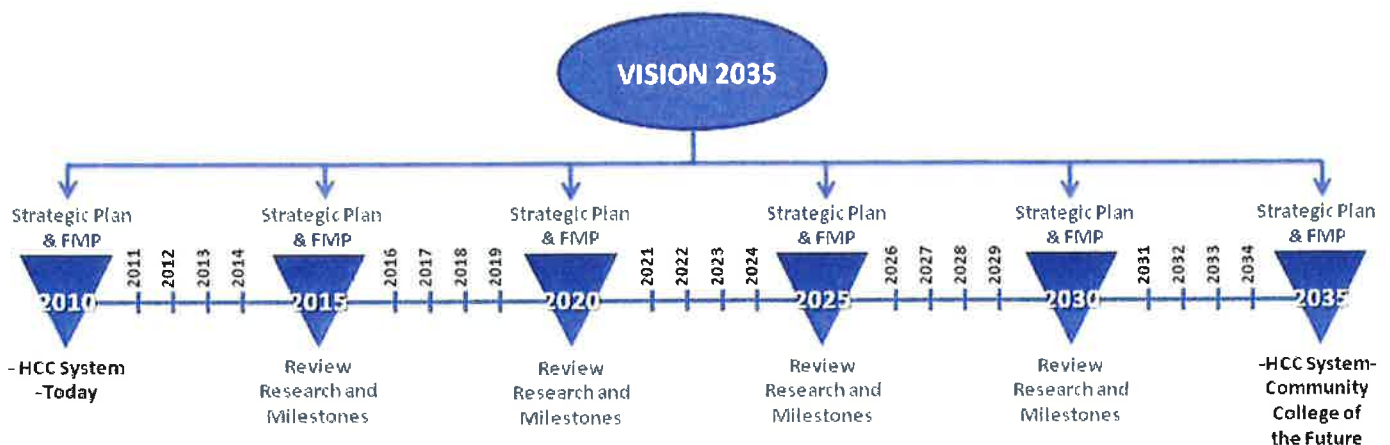 VISION 2035
Strategic Plan
& FMP
Strategic Plan
& FMP
Strategic Plan
& FMP
Strategic Plan
& FMP
Strategic Plan
& FMP
Strategic Plan
& FMP
2010
2011
2012
2013
2014
2015
2016
2017
2018
2019
2020
2021
2022
2023
2024
2025
2026
2027
2028
2029
2030
2031
2032
2033
2034
2035
- HCC System
-Today
Review
Research and
Milestones
Review
Research and
Milestones
Review
Research and
Milestones
Review
Research and
Milestones
-HCC System-
Community
College of
the Future